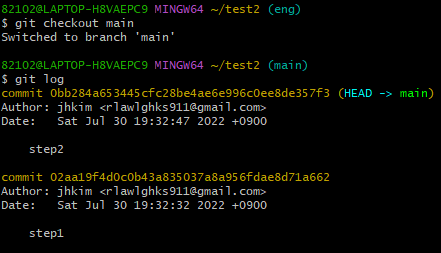 82102@LAPTOP-H8VAEPC9 MINGW64 ~/test2 (eng)
$ git checkout main
Switched to branch 'main'
82102@LAPTOP-H8VAEPC9 MINGW64 ~/test2 (main)
$ git log
commit 0bb284a653445cfc28be4ae6e996c0ee8de357f3 (HEAD -> main)
Author: jhkim <rlawlghks911@gmail.com>
Date:   Sat Jul 30 19:32:47 2022 +0900
step2
commit 02aa19f4d0c0b43a835037a8a956fdae8d71a662
Author: jhkim <rlawlghks911@gmail.com>
Date:   Sat Jul 30 19:32:32 2022 +0900
step1